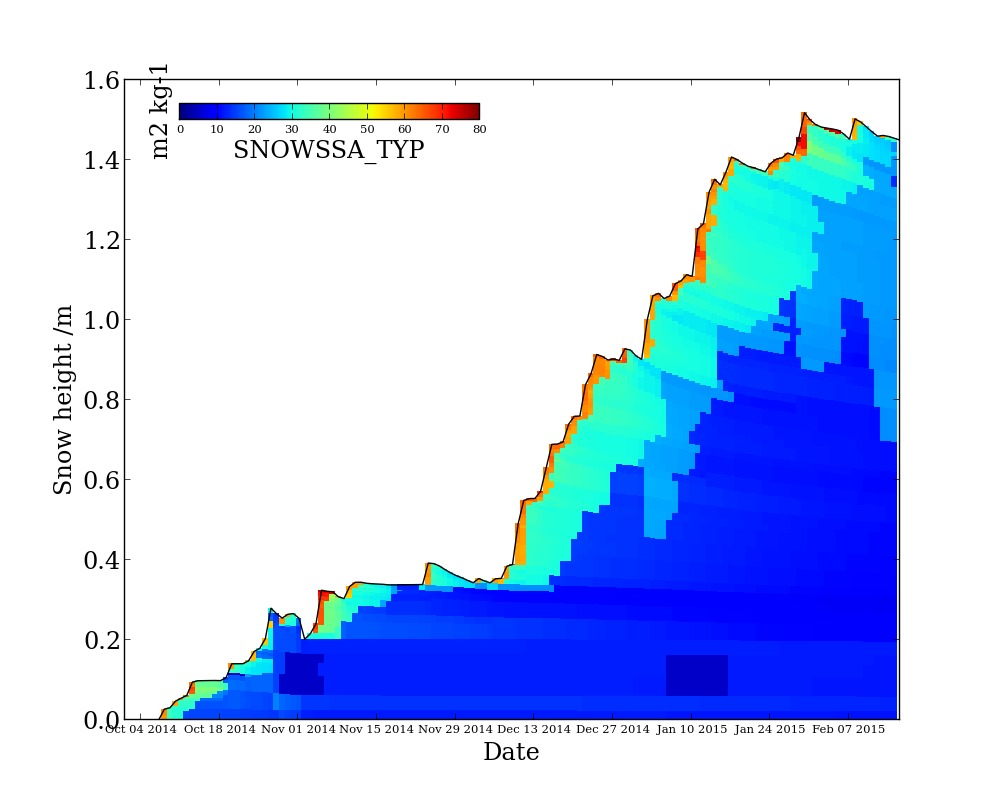 1.6
m2 kg-1
0 10 20 30 40 50 60 70 80
SNOWSSA_TYP
1.4
1.2
1.0
0.8
0.6
0.4
0.2
0.0
Snow height /m
Oct 04 2014 Oct 18 2014 Nov 01 2014 Nov 15 2014 Nov 29 2014 Dec 13 2014 Dec 27 2014 Jan 10 2015 Jan 24 2015 Feb 07 2015
Date